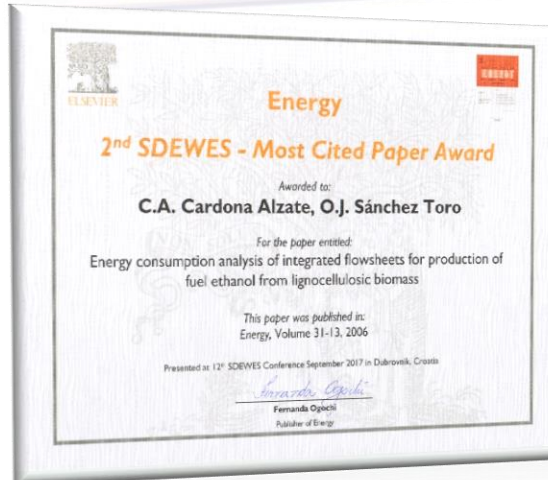 ELSEVIER
ENERGY
Energy
2nd SDEWES - Most Cited Paper Award
Awarded to:
C.A. Cardona Alzate, O.J. Sánchez Toro
For the paper entitled:
Energy consumption analysis of integrated flowsheets for production of
fuel ethanol from lignocellulosic biomass
This paper was published in:
Energy, Volume 31-13, 2006
Presented at 12th SDEWES Conference September 2017 in Dubrovnik, Croatia
Fernanda Ogochi
Publisher of Energy